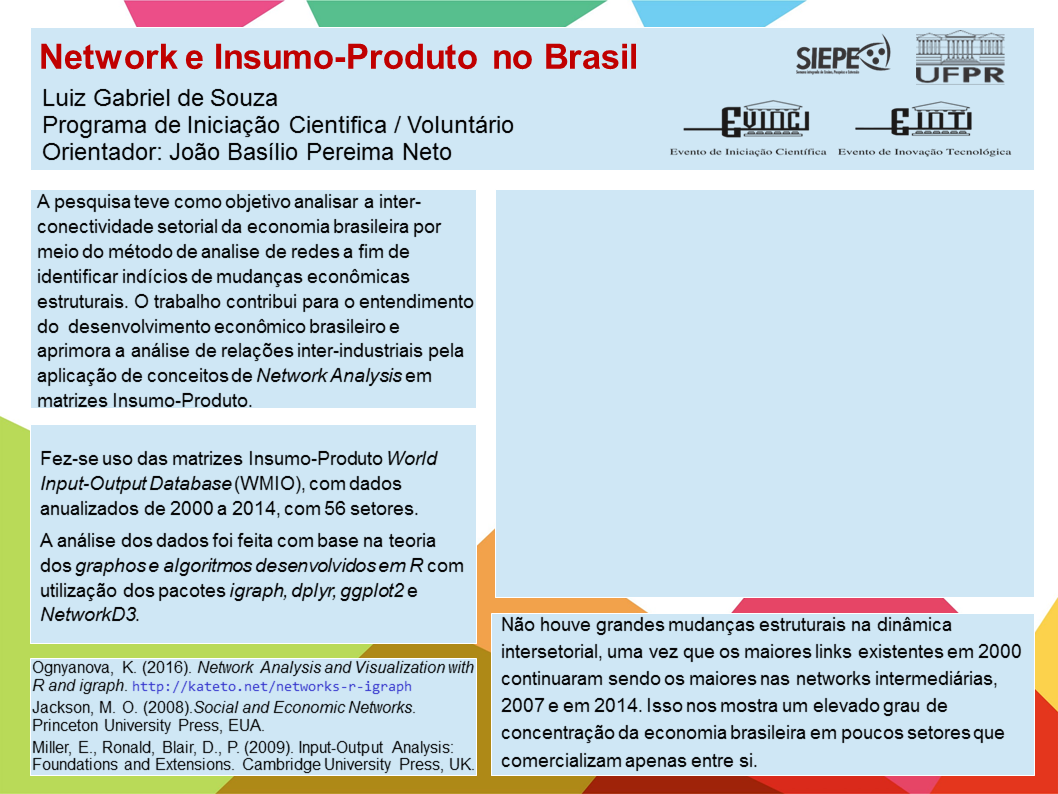 Network e Insumo-Produto no Brasil
Luiz Gabriel de Souza
Programa de Iniciação Cientifica / Voluntário
Orientador: João Basílio Pereima Neto
SIEPE
Semana Integrada de Ensino, Pesquisa e Extensão
UFPR
EVINCI
Evento de Iniciação Científica
EINTI
Evento de Inovação Tecnológica
A pesquisa teve como objetivo analisar a inter-
conectividade setorial da economia brasileira por
meio do método de analise de redes a fim de
identificar indícios de mudanças econômicas
estruturais. O trabalho contribui para o entendimento
do desenvolvimento econômico brasileiro e
aprimora a análise de relações inter-industriais pela
aplicação de conceitos de Network Analysis em
matrizes Insumo-Produto.
Fez-se uso das matrizes Insumo-Produto World
Input-Output Database (WMIO), com dados
anualizados de 2000 a 2014, com 56 setores.
A análise dos dados foi feita com base na teoria
dos graphos e algoritmos desenvolvidos em R com
utilização dos pacotes igraph, dplyr, ggplot2 e
NetworkD3.
Ognyanova, K. (2016). Network Analysis and Visualization with
R and igraph. http://kateto.net/networks-r-igraph
Jackson, M. O. (2008).Social and Economic Networks.
Princeton University Press, EUA.
Miller, E., Ronald, Blair, D., P. (2009). Input-Output Analysis:
Foundations and Extensions. Cambridge University Press, UK.
Não houve grandes mudanças estruturais na dinâmica
intersetorial, uma vez que os maiores links existentes em 2000
continuaram sendo os maiores nas networks intermediárias,
2007 e em 2014. Isso nos mostra um elevado grau de
concentração da economia brasileira em poucos setores que
comercializam apenas entre si.